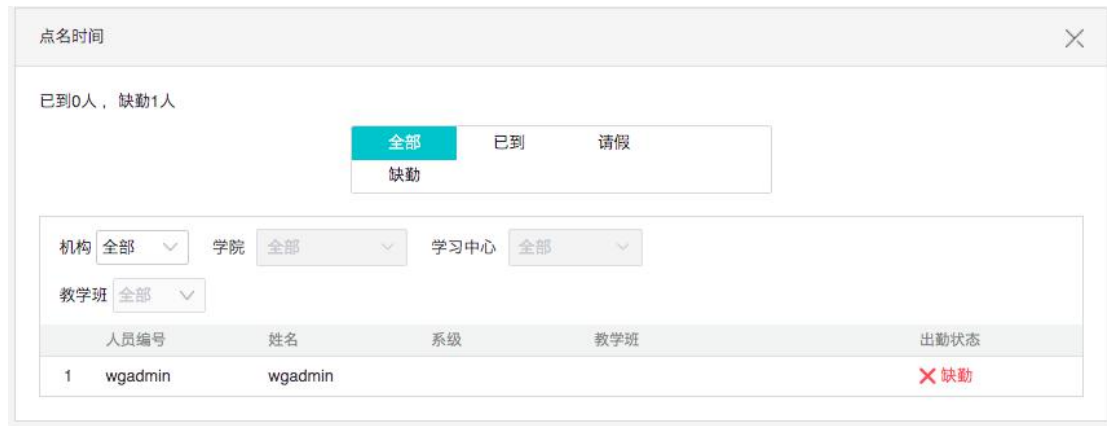 点名时间
已到0人，缺勤1人
全部 已到 请假
缺勤
机构 全部 学院 全部 学习中心 全部
教学班 全部
人员编号 姓名 系级 教学班 出勤状态
1 wgadmin wgadmin 缺勤